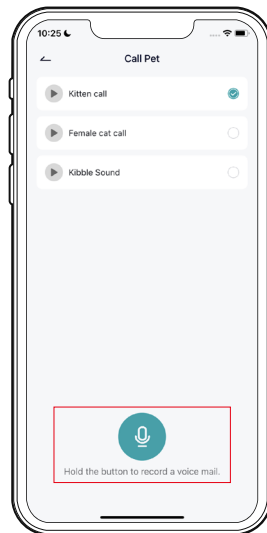 10:25
Call Pet
Kitten call
Female cat call
Kibble Sound
Hold the button to record a voice mail.